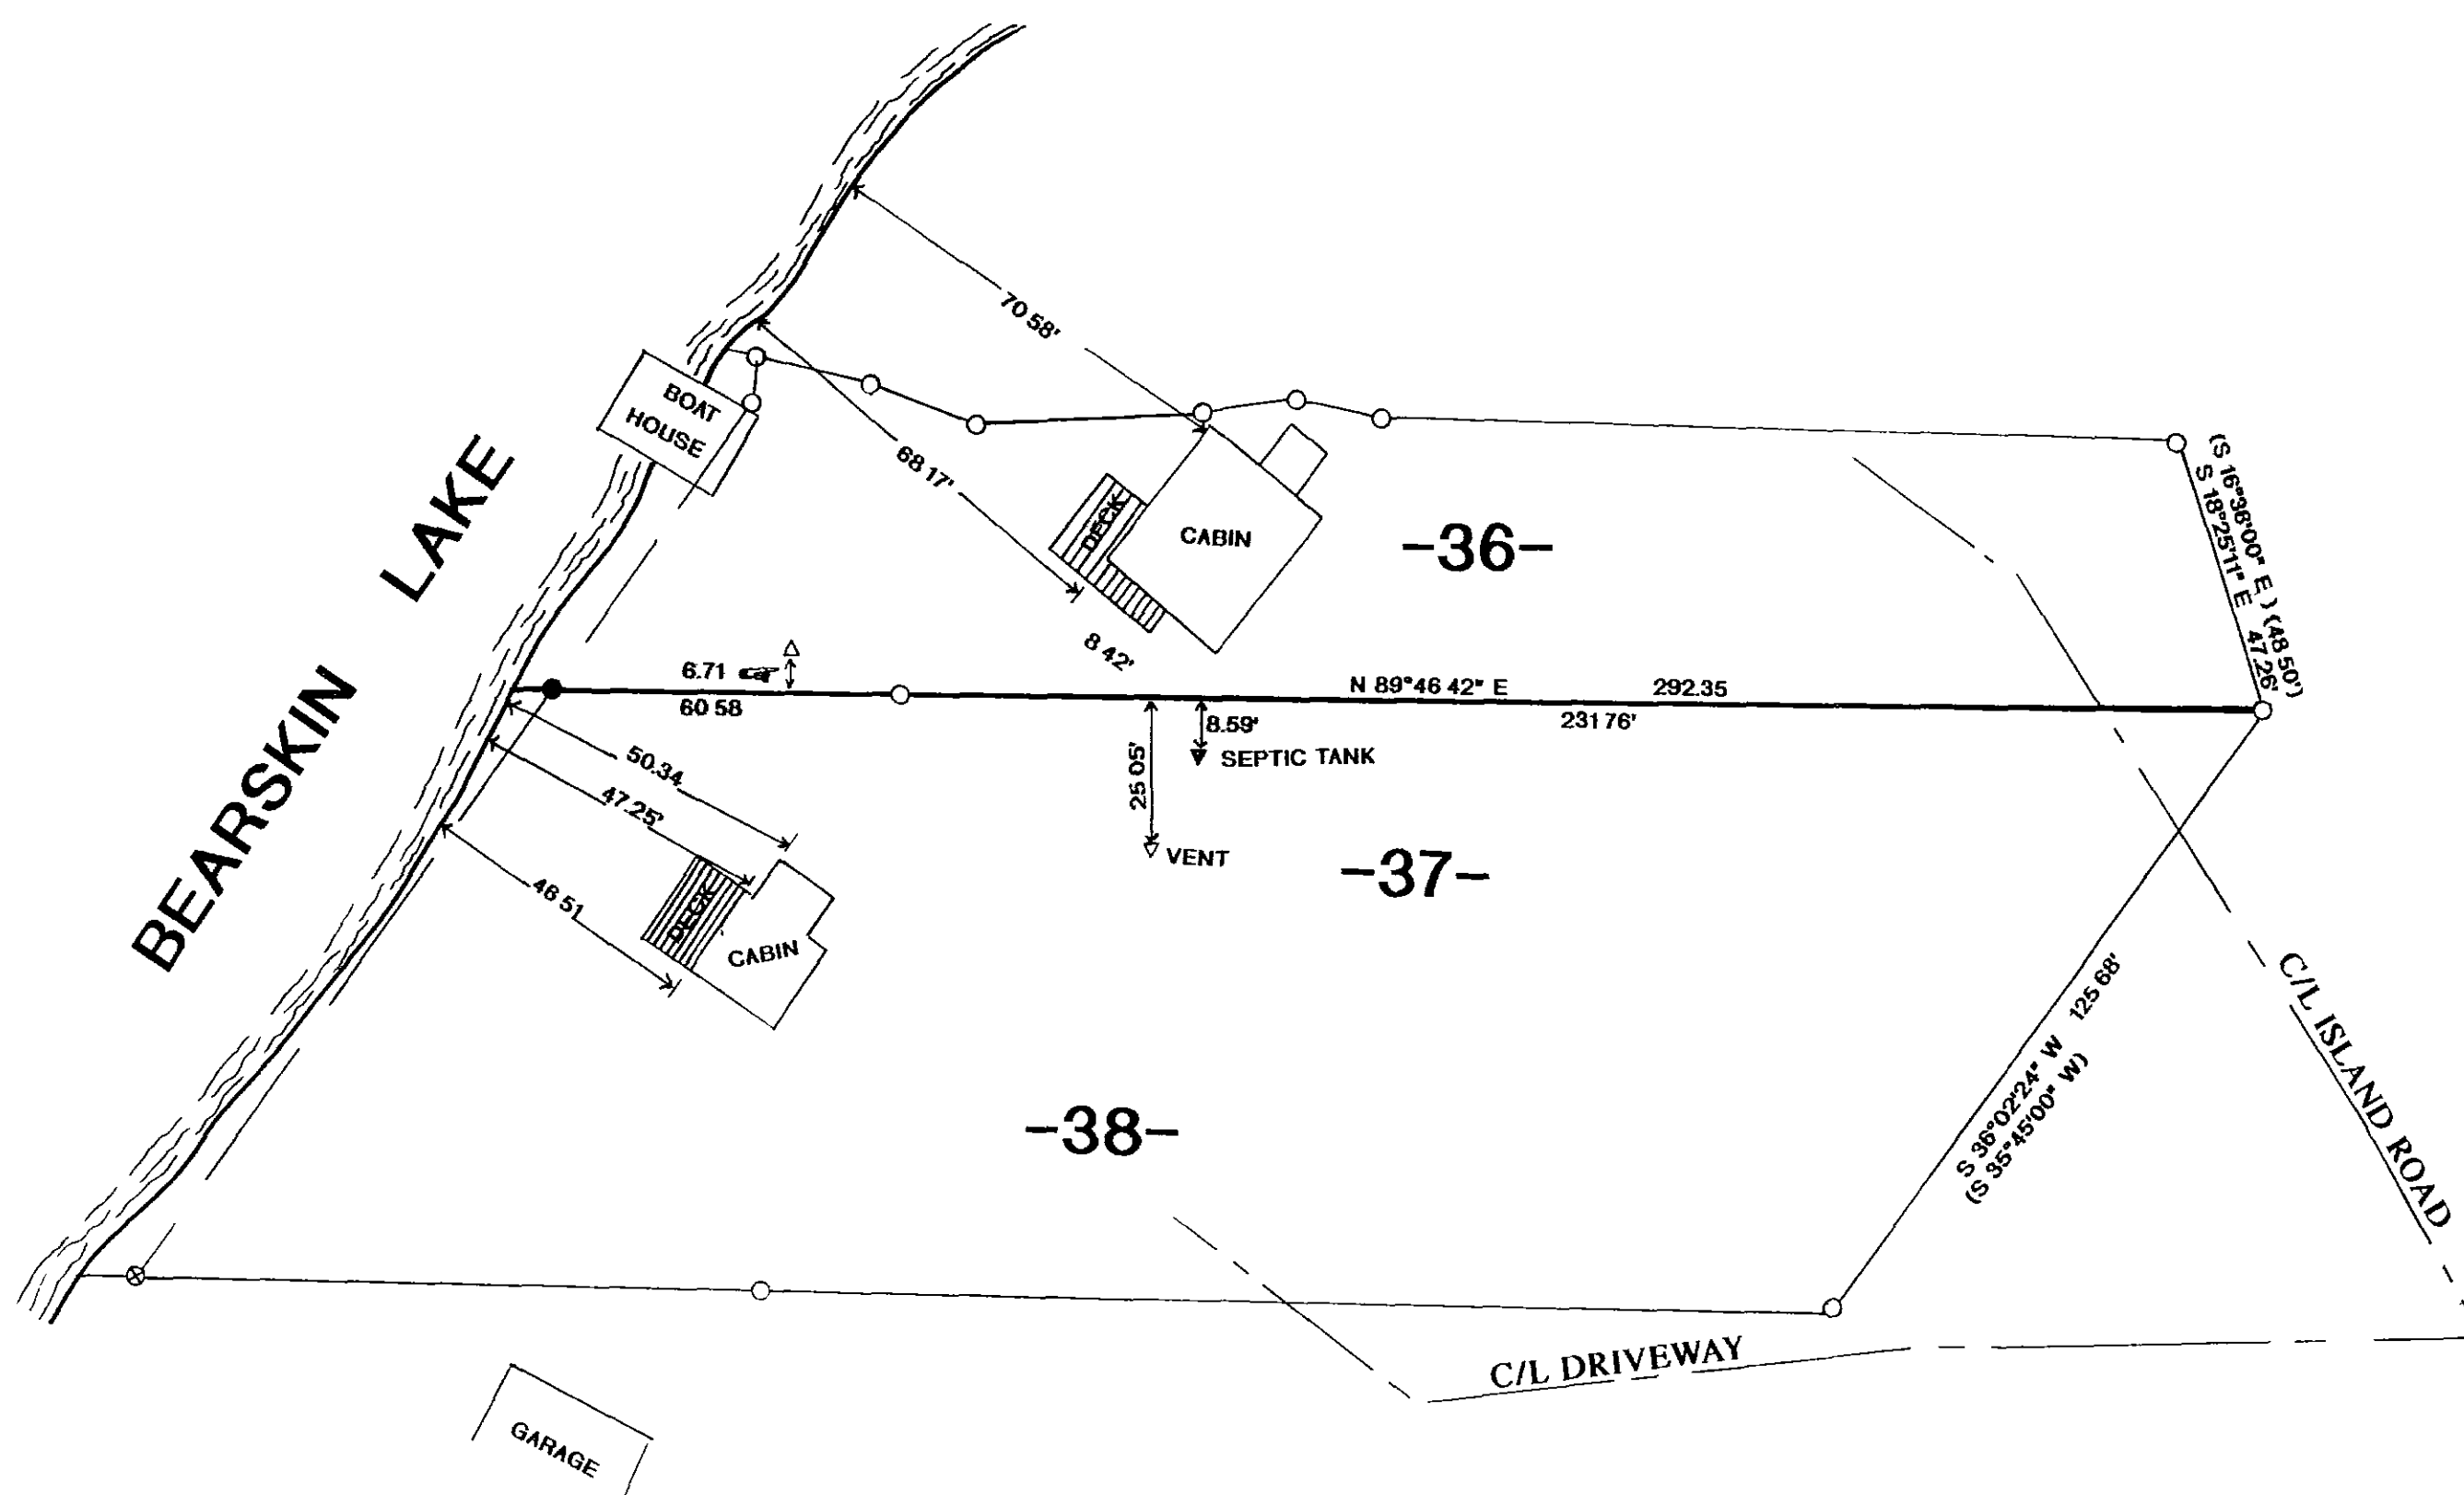 BEARSKIN LAKE
70 58'
BOAT
HOUSE
68 17'
DECK
CABIN
-36-
(S 16°38'00" E) (48 50')
S 18°25'11" E 47.26'
8 42'
6.71
60 58
N 89°46 42" E 292.35
231 76'
8.59'
SEPTIC TANK
25 05'
VENT
50.34
47.25'
46 51
DECK
CABIN
-37-
-38-
S 36°02'24" W 125 68'
(S 35°45'00" W)
C/L ISLAND ROAD
C/L DRIVEWAY
GARAGE